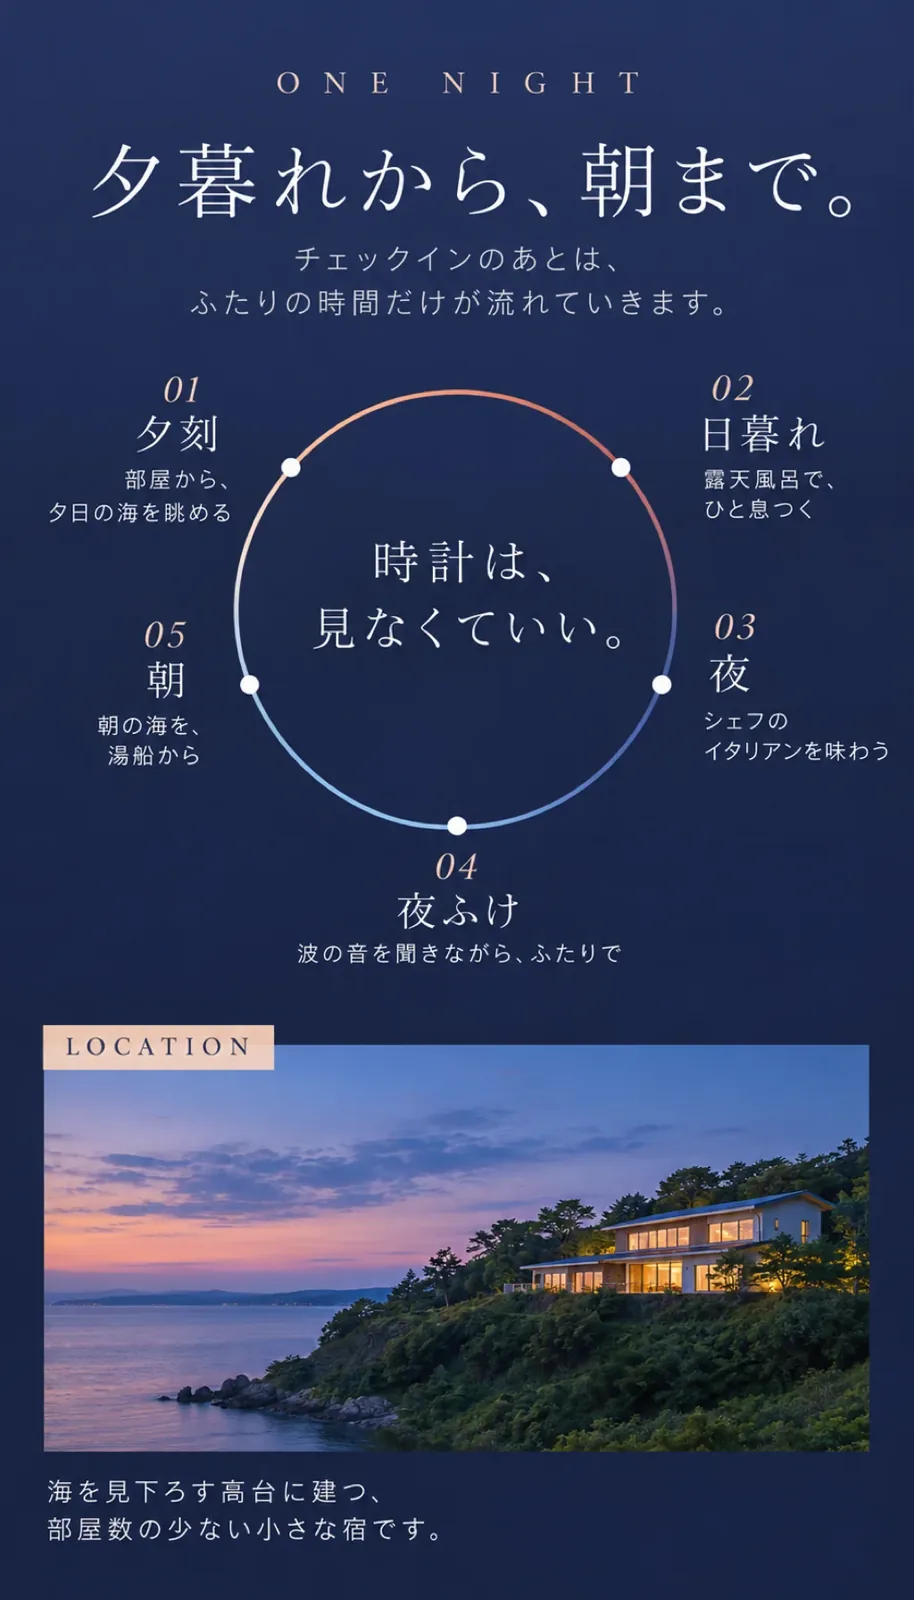 ONE NIGHT
夕暮れから、朝まで。
チェックインのあとは、
ふたりの時間だけが流れていきます。
01
夕刻
部屋から、
夕日の海を眺める
02
日暮れ
露天風呂で、
ひと息つく
時計は、
見なくていい。
03
夜
シェフの
イタリアンを味わう
04
夜ふけ
波の音を聞きながら、ふたりで
05
朝
朝の海を、
湯船から
LOCATION
海を見下ろす高台に建つ、
部屋数の少ない小さな宿です。